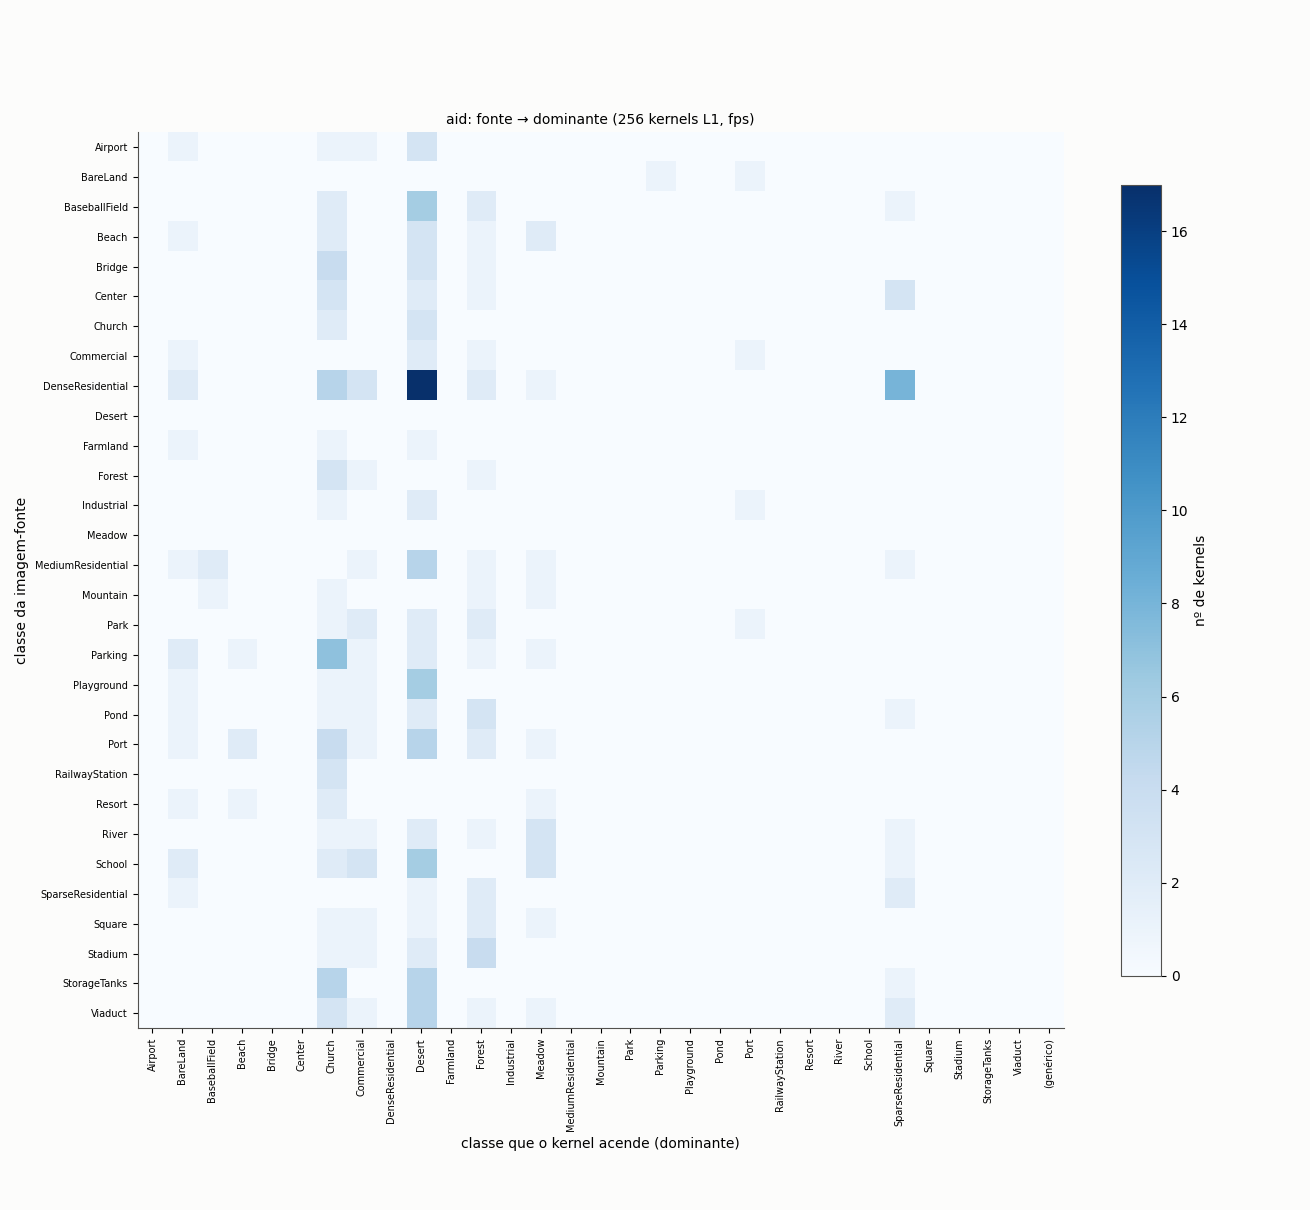 aid: fonte → dominante (256 kernels L1, fps)
classe da imagem-fonte
Airport
BareLand
BaseballField
Beach
Bridge
Center
Church
Commercial
DenseResidential
Desert
Farmland
Forest
Industrial
Meadow
MediumResidential
Mountain
Park
Parking
Playground
Pond
Port
RailwayStation
Resort
River
School
SparseResidential
Square
Stadium
StorageTanks
Viaduct
Airport
BareLand
BaseballField
Beach
Bridge
Center
Church
Commercial
DenseResidential
Desert
Farmland
Forest
Industrial
Meadow
MediumResidential
Mountain
Park
Parking
Playground
Pond
Port
RailwayStation
Resort
River
School
SparseResidential
Square
Stadium
StorageTanks
Viaduct
(genérico)
classe que o kernel acende (dominante)
16
14
12
10
8
6
4
2
0
nº de kernels